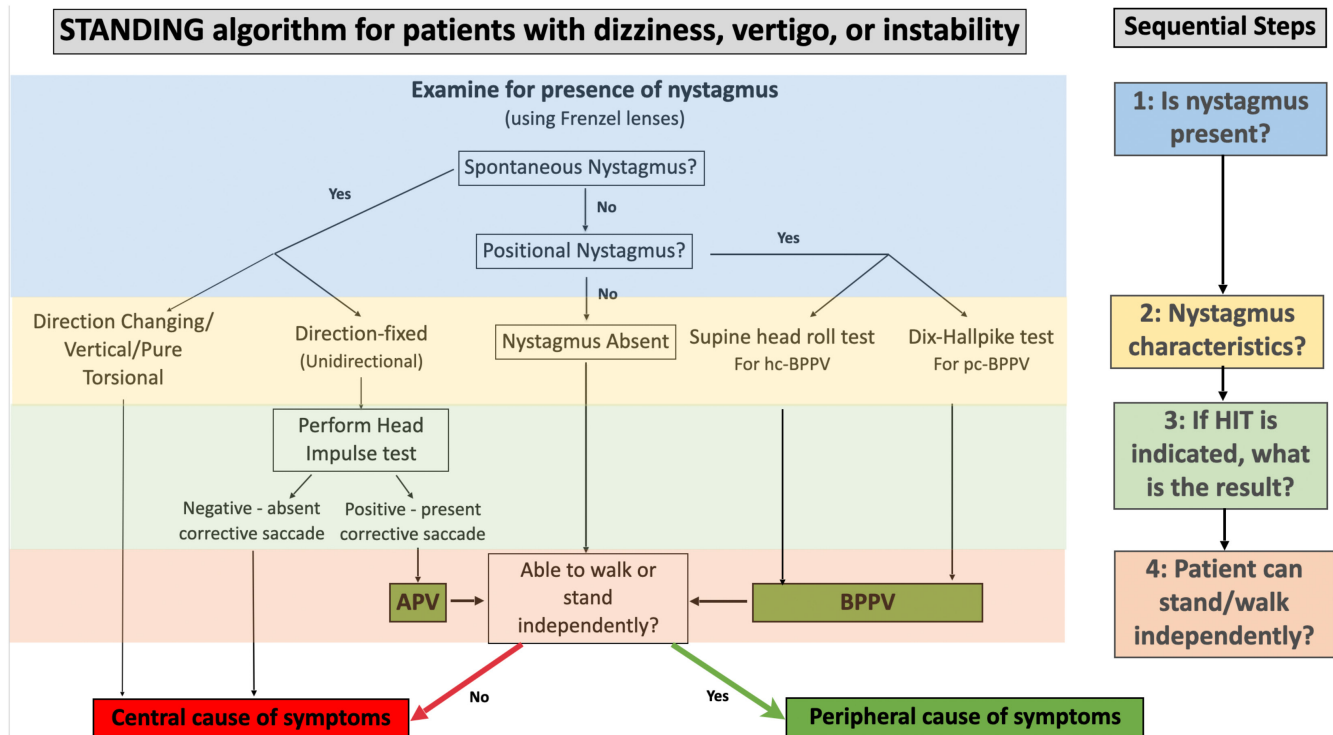 STANDING algorithm for patients with dizziness, vertigo, or instability
Sequential Steps
Examine for presence of nystagmus
(using Frenzel lenses)
Spontaneous Nystagmus?
Yes
No
Positional Nystagmus?
Yes
No
Direction Changing/
Vertical/Pure
Torsional
Direction-fixed
(Unidirectional)
Nystagmus Absent
Supine head roll test
For hc-BPPV
Dix-Hallpike test
For pc-BPPV
Perform Head
Impulse test
Negative - absent
corrective saccade
Positive - present
corrective saccade
APV
Able to walk or
stand
independently?
BPPV
No
Yes
Central cause of symptoms
Peripheral cause of symptoms
1: Is nystagmus
present?
2: Nystagmus
characteristics?
3: If HIT is
indicated, what
is the result?
4: Patient can
stand/walk
independently?